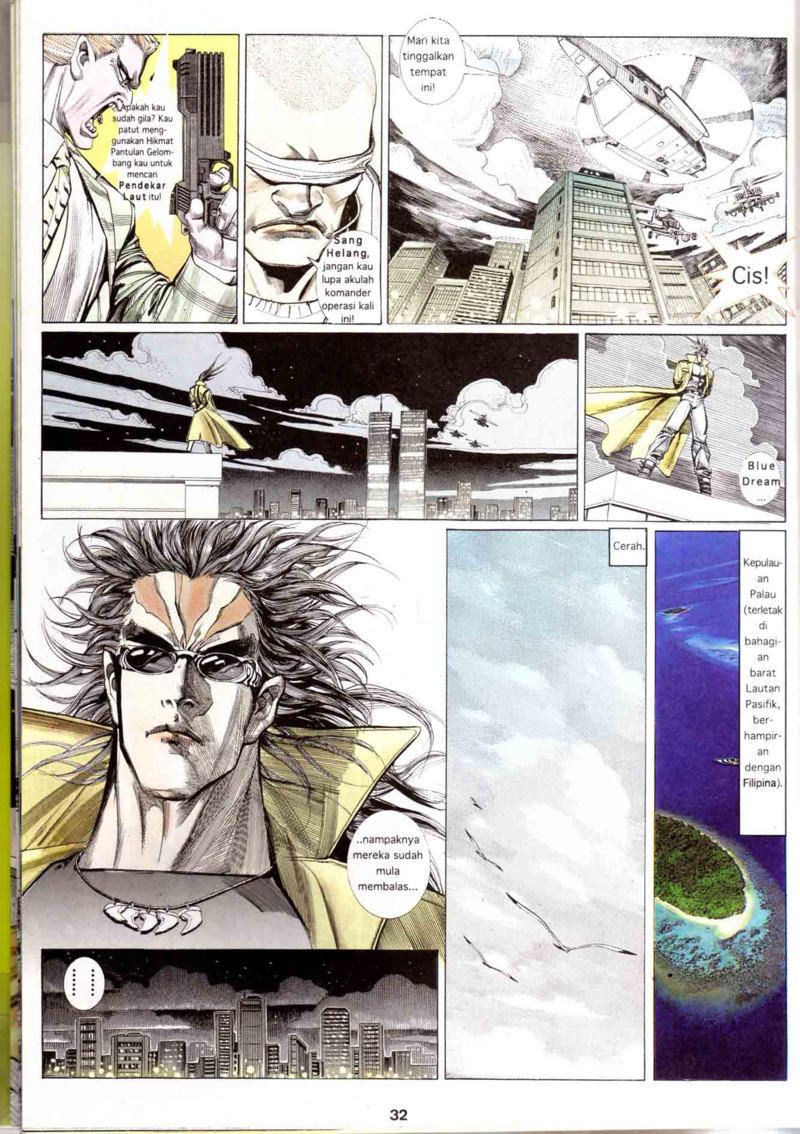 Apakah kau
sudah gila? Kau
patut meng-
gunakan Hikmat
Pantulan Gelom-
bang kau untuk
mencari
Pendekar
Laut itu!
Sang
Helang,
jangan kau
lupa akulah
komander
operasi kali
ini!
Mari kita
tinggalkan
tempat
ini!
Cis!
Blue
Dream
...
..nampaknya
mereka sudah
mula
membalas...
Cerah.
Kepulau-
an
Palau
(terletak
di
bahagi-
an
barat
Lautan
Pasifik,
ber-
hampir-
an
dengan
Filipina).
32